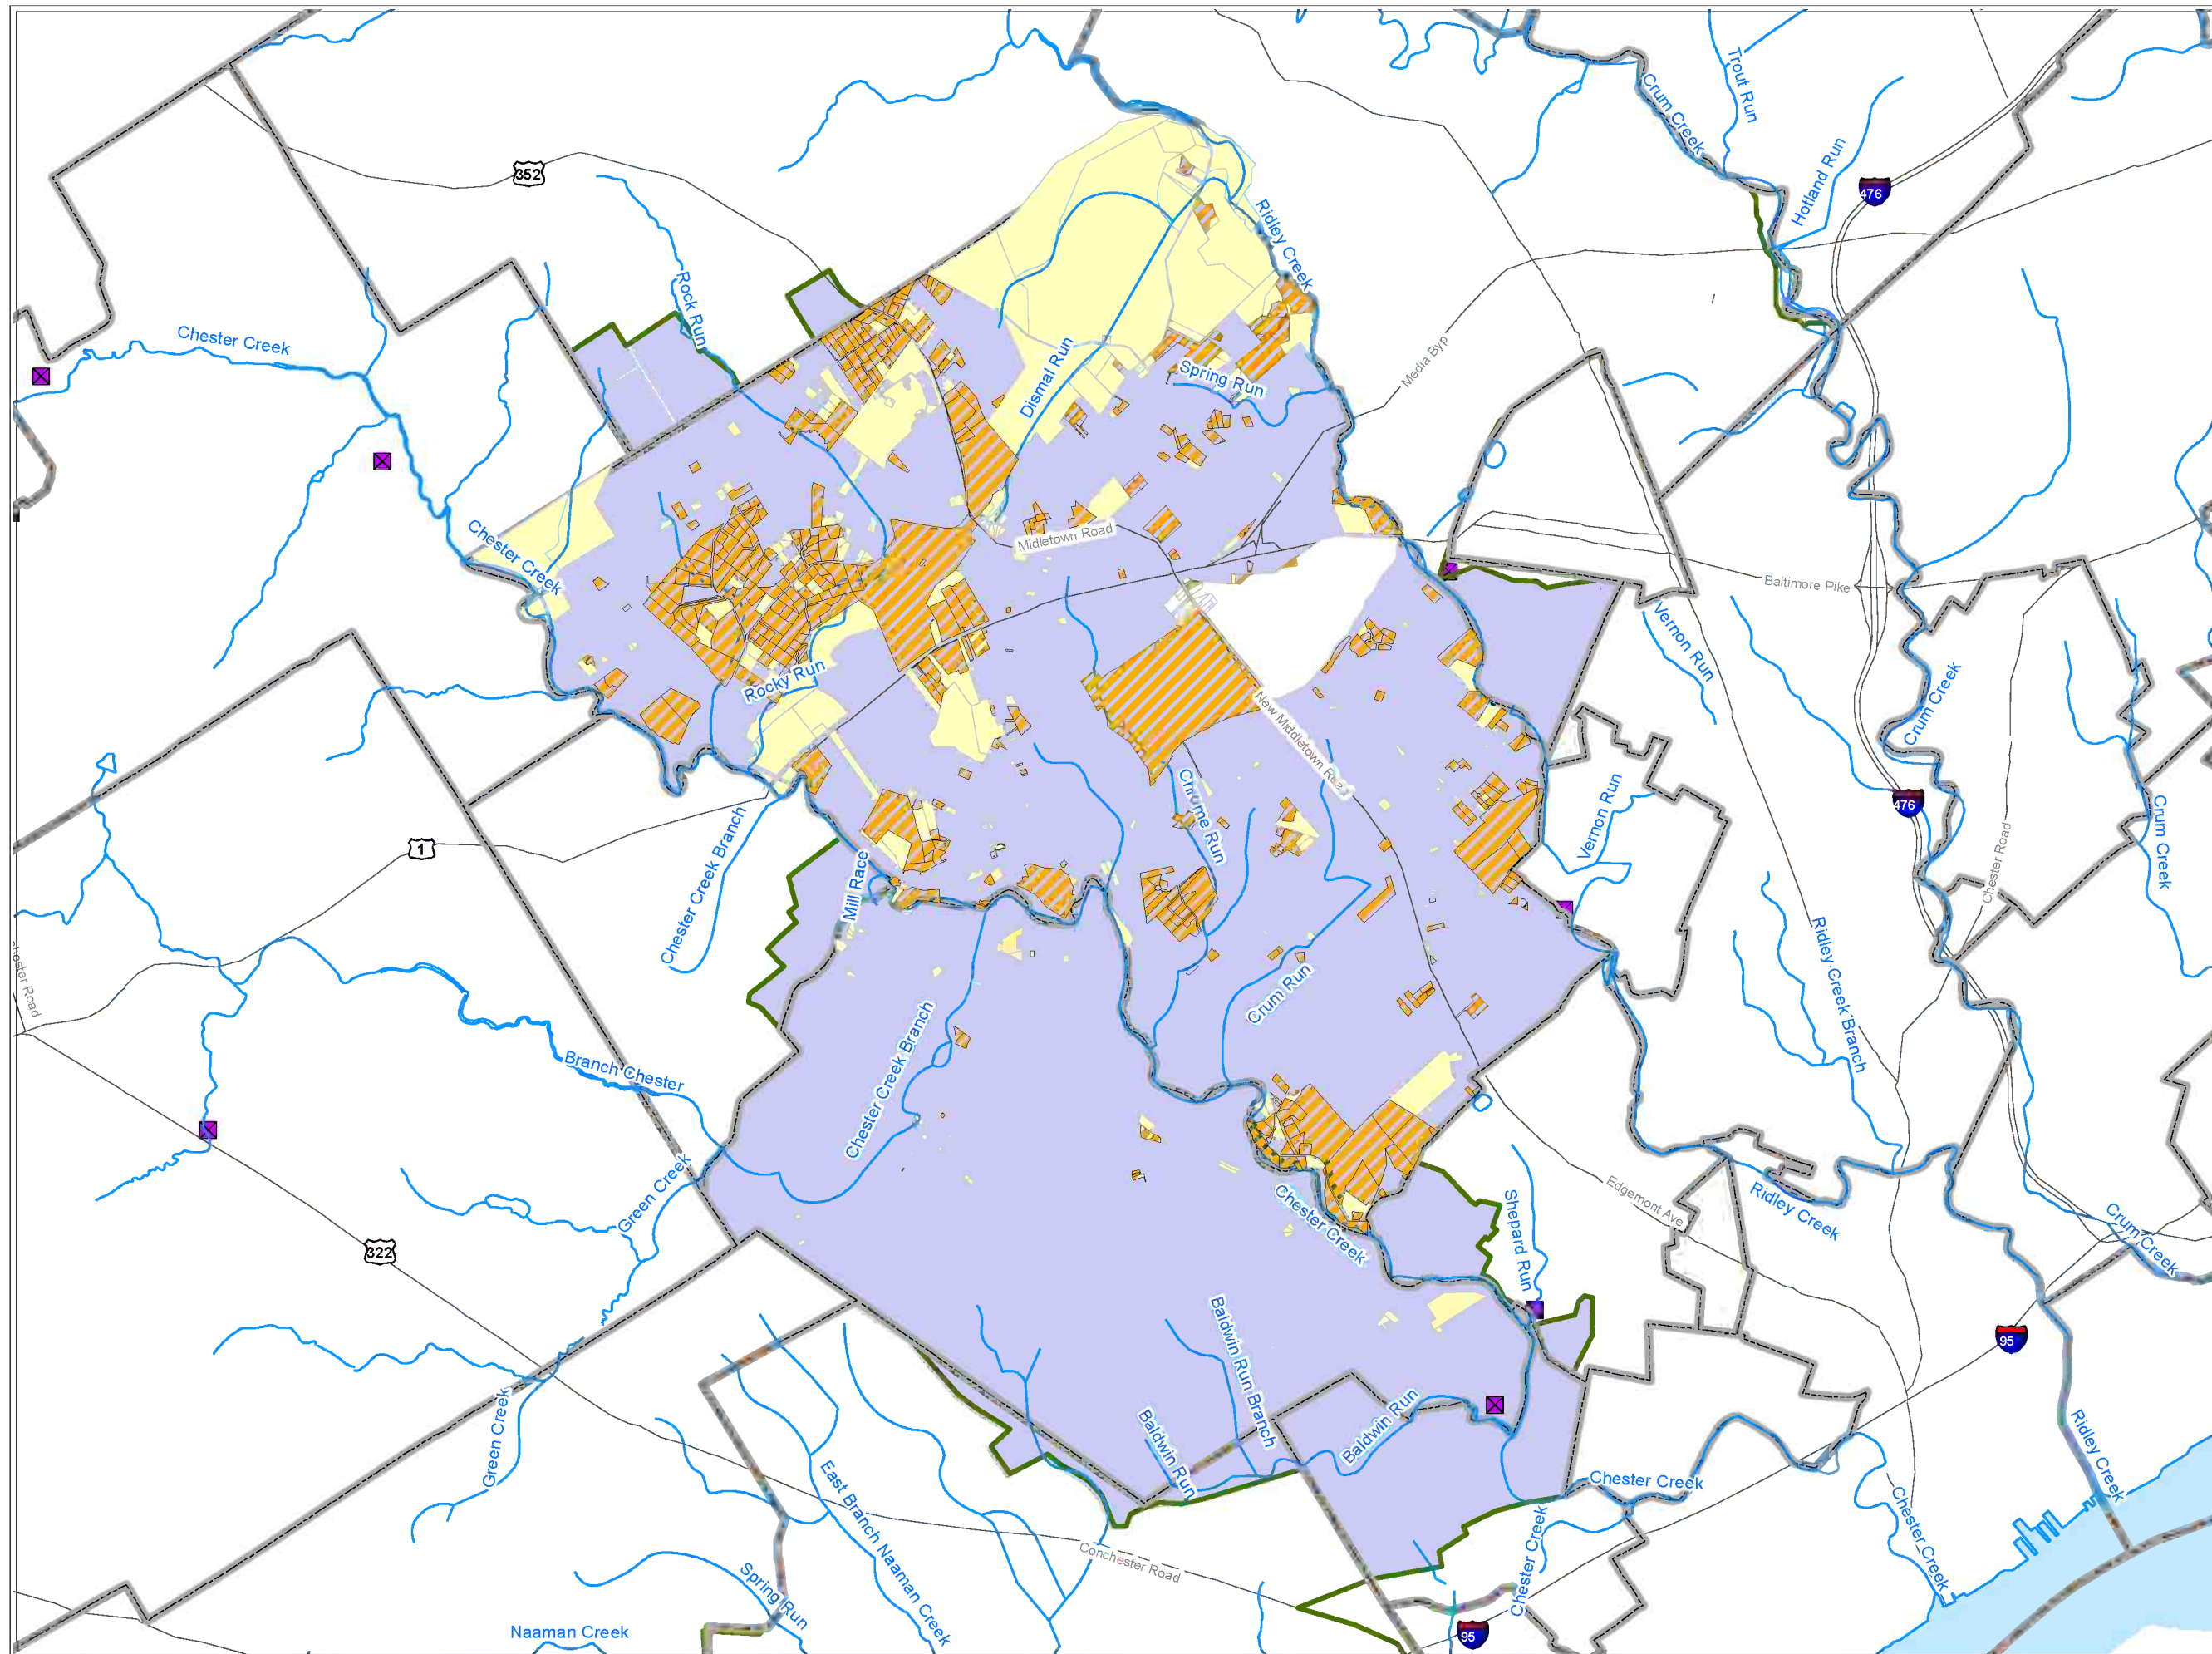 Trout Run
Crum Creek
Hotland Run
476
352
Ridley Creek
Rock Run
Chester Creek
Media Byp
Dismal Run
Spring Run
Chester Creek
Midletown Road
Baltimore Pike
Vernon Run
Rocky Run
Crum Creek
New Middletown Roa
Chrome Run
Vernon Run
476
Crum Creek
Chester Road
1
Chester Creek Branch
Mill Race
Ridley Creek Branch
hester Road
Crum Run
Chester Creek Branch
Branch Chester
Green Creek
Edgemont Ave
Ridley Creek
Shepard Run
Chester Creek
Crum Creek
322
Baldwin Run Branch
95
Green Creek
Baldwin Run
Baldwin Run
Ridley Creek
East Branch Naaman Creek
Chester Creek
Chester Creek
Chester Creek
Conchester Road
Spring Run
Naaman Creek
95